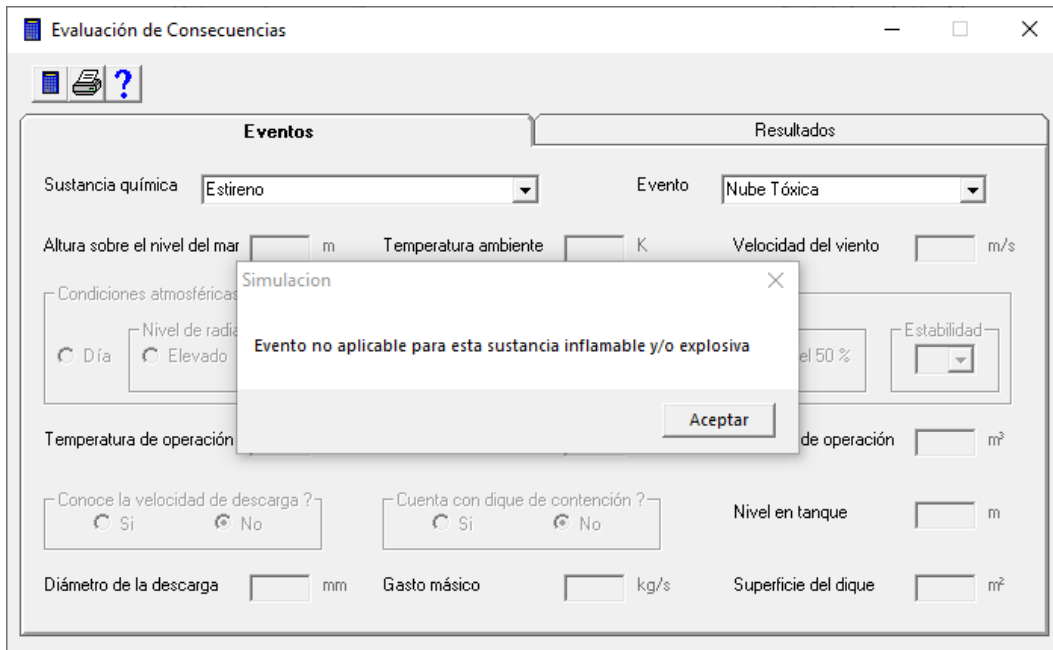 Evaluación de Consecuencias
?
Eventos
Resultados
Sustancia química Estireno Evento Nube Tóxica
Altura sobre el nivel del mar m Temperatura ambiente K Velocidad del viento m/s
Simulacion
Condiciones atmosféricas
Nivel de radia
Estabilidad
Día Elevado el 50 %
Evento no aplicable para esta sustancia inflamable y/o explosiva
Aceptar
Temperatura de operación de operación m³
Conoce la velocidad de descarga ? Cuenta con dique de contención ?
Si No Si No Nivel en tanque m
Diámetro de la descarga mm Gasto másico kg/s Superficie del dique m²